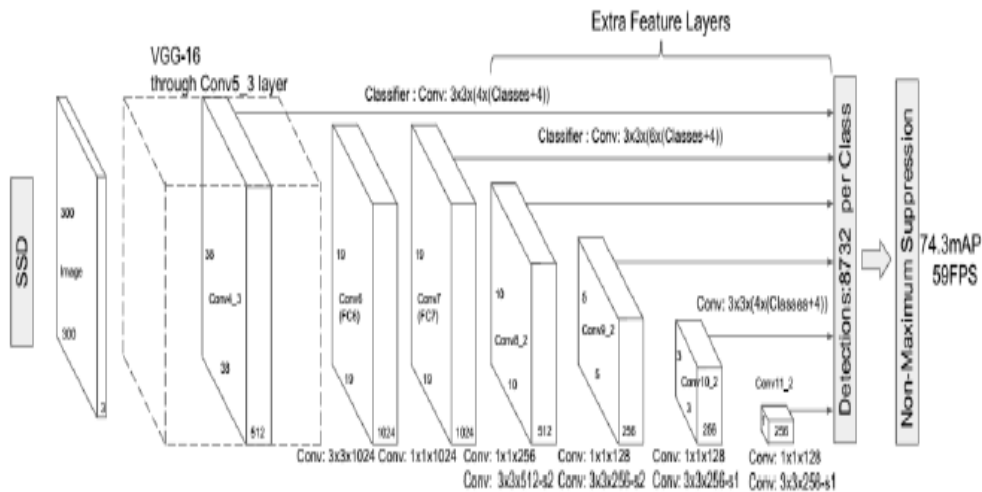 Extra Feature Layers
VGG-16
through Conv5_3 layer
Classifier : Conv: 3x3x(4x(Classes+4))
Classifier : Conv: 3x3x(6x(Classes+4))
SSD
300
Image
300
3
38
Conv4_3
38
512
19
Conv6
(FC6)
19
1024
19
Conv7
(FC7)
19
1024
10
Conv8_2
10
512
5
Conv9_2
5
256
Conv: 3x3x(4x(Classes+4))
3
Conv10_2
3
256
Conv11_2
1
256
Detections:8732 per Class
Non-Maximum Suppression
74.3mAP
59FPS
Conv: 3x3x1024
Conv: 1x1x1024
Conv: 1x1x256
Conv: 3x3x512-s2
Conv: 1x1x128
Conv: 3x3x256-s2
Conv: 1x1x128
Conv: 3x3x256-s1
Conv: 1x1x128
Conv: 3x3x256-s1